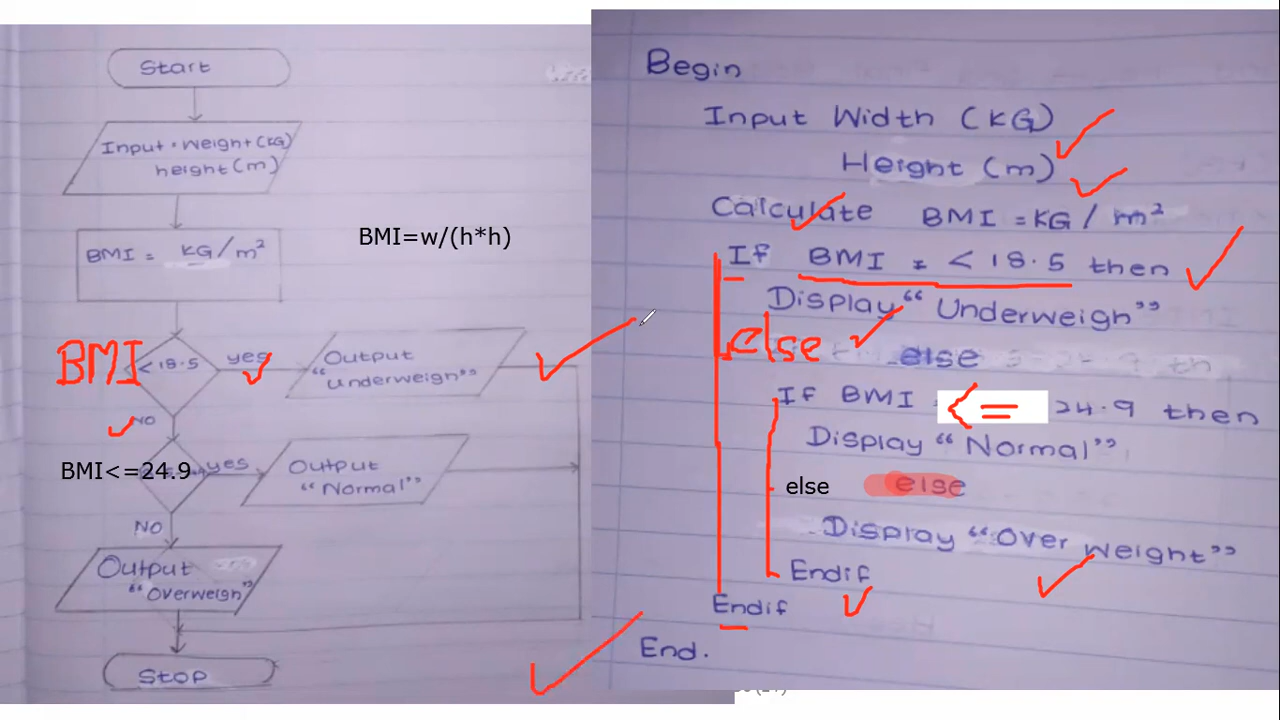 Start
Input = Weight (KG)
height (m)
BMI = KG/m²
BMI=w/(h*h)
BMI < 18.5
yes
Output
"Underweigh"
NO
BMI<=24.9
yes
Output
"Normal"
NO
Output
"Overweigh"
Stop
Begin
Input Width (KG)
Height (m)
Calculate BMI = KG / m²
If BMI = < 18.5 then
Display "Underweigh"
else
else
If BMI <= 24.9 then
Display "Normal"
else else
Display "Over weight"
Endif
Endif
End.